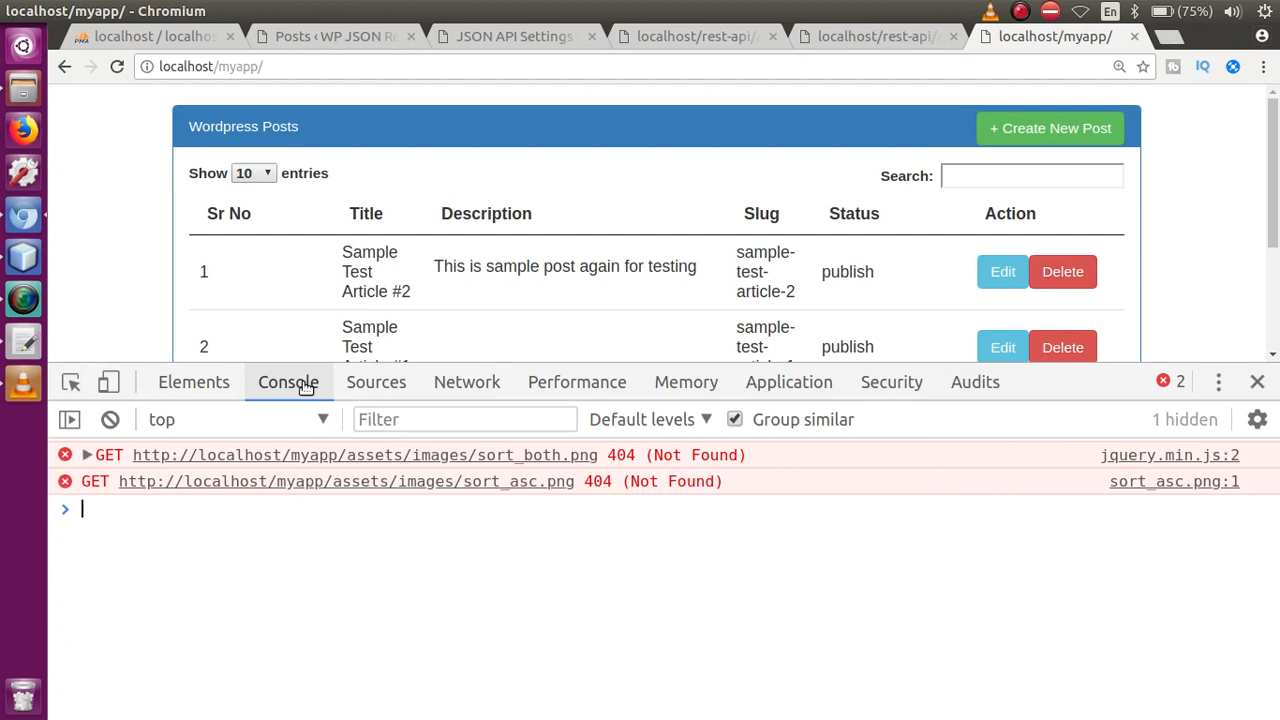 localhost/myapp/ - Chromium
En
(75%)
localhost / localhos
Posts ‹ WP JSON Re
JSON API Settings
localhost/rest-api/
localhost/rest-api/
localhost/myapp/
localhost/myapp/
IQ
Wordpress Posts
+ Create New Post
Show 10 entries
Search:
Sr No Title Description Slug Status Action
1
Sample
Test
Article #2
This is sample post again for testing
sample-
test-
article-2
publish
Edit
Delete
2
Sample
Test
sample-
test-
publish
Edit
Delete
Elements Console Sources Network Performance Memory Application Security Audits 2
top Filter Default levels Group similar 1 hidden
GET http://localhost/myapp/assets/images/sort_both.png 404 (Not Found) jquery.min.js:2
GET http://localhost/myapp/assets/images/sort_asc.png 404 (Not Found) sort_asc.png:1